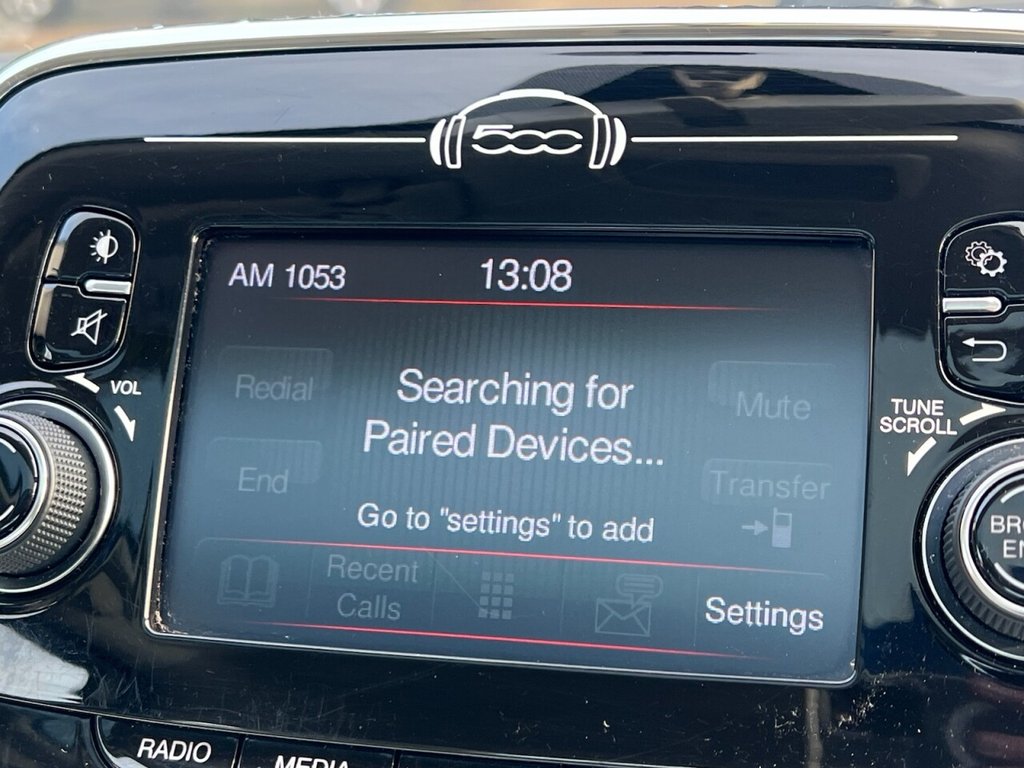 500
AM 1053
13:08
VOL
Redial
Searching for
Mute
TUNE
SCROLL
Paired Devices...
End
Transfer
Go to "settings" to add
Recent
Calls
Settings
RADIO
MEDIA